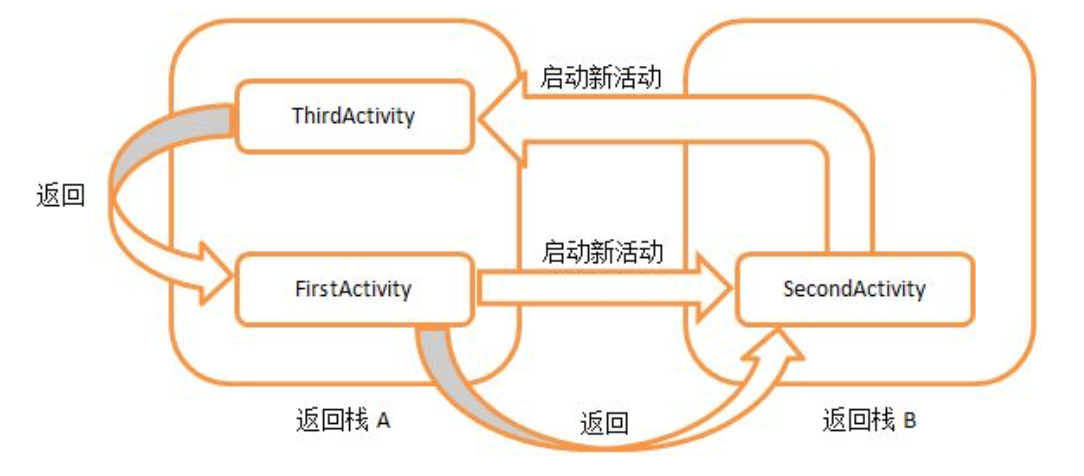 启动新活动
ThirdActivity
返回
启动新活动
FirstActivity
SecondActivity
返回栈 A
返回
返回栈 B